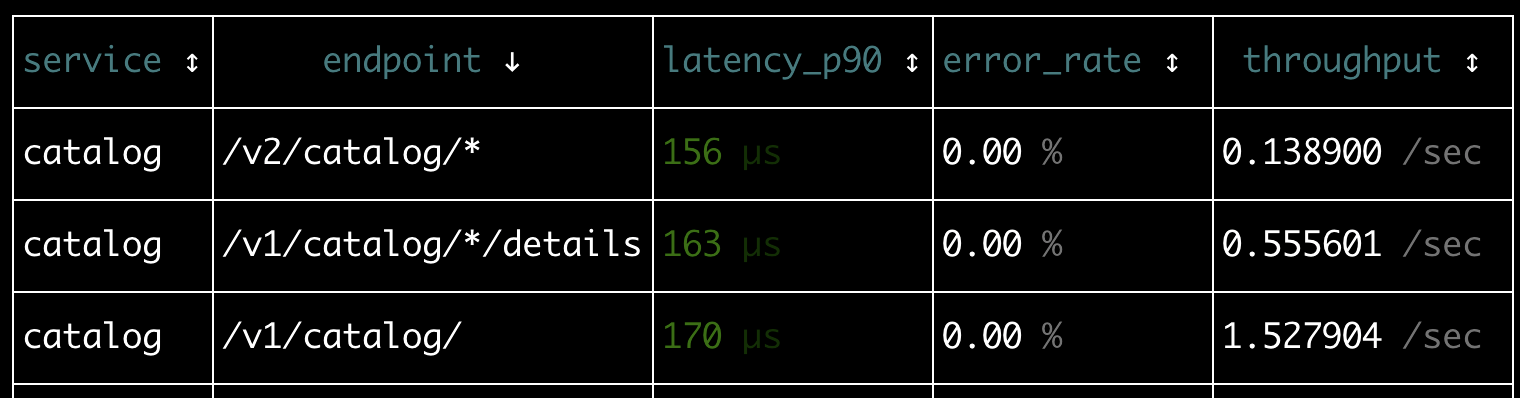 service ↕ endpoint ↓ latency_p90 ↕ error_rate ↕ throughput ↕
catalog /v2/catalog/* 156 µs 0.00 % 0.138900 /sec
catalog /v1/catalog/*/details 163 µs 0.00 % 0.555601 /sec
catalog /v1/catalog/ 170 µs 0.00 % 1.527904 /sec